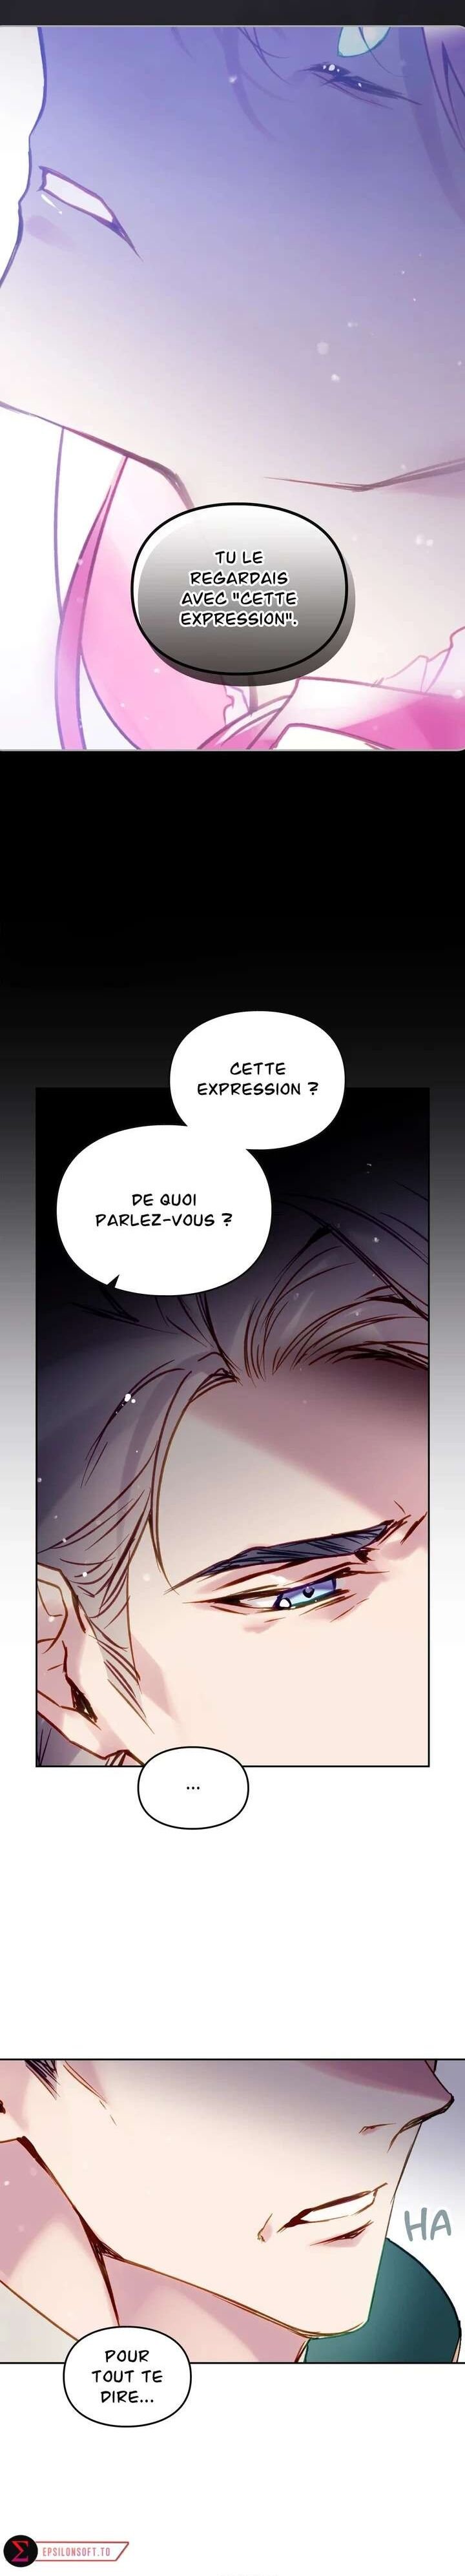 TU LE
REGARDAIS
AVEC "CETTE
EXPRESSION".
CETTE
EXPRESSION ?
DE QUOI
PARLEZ-VOUS ?
...
HA
POUR
TOUT TE
DIRE...
EPSILONSOFT.TO